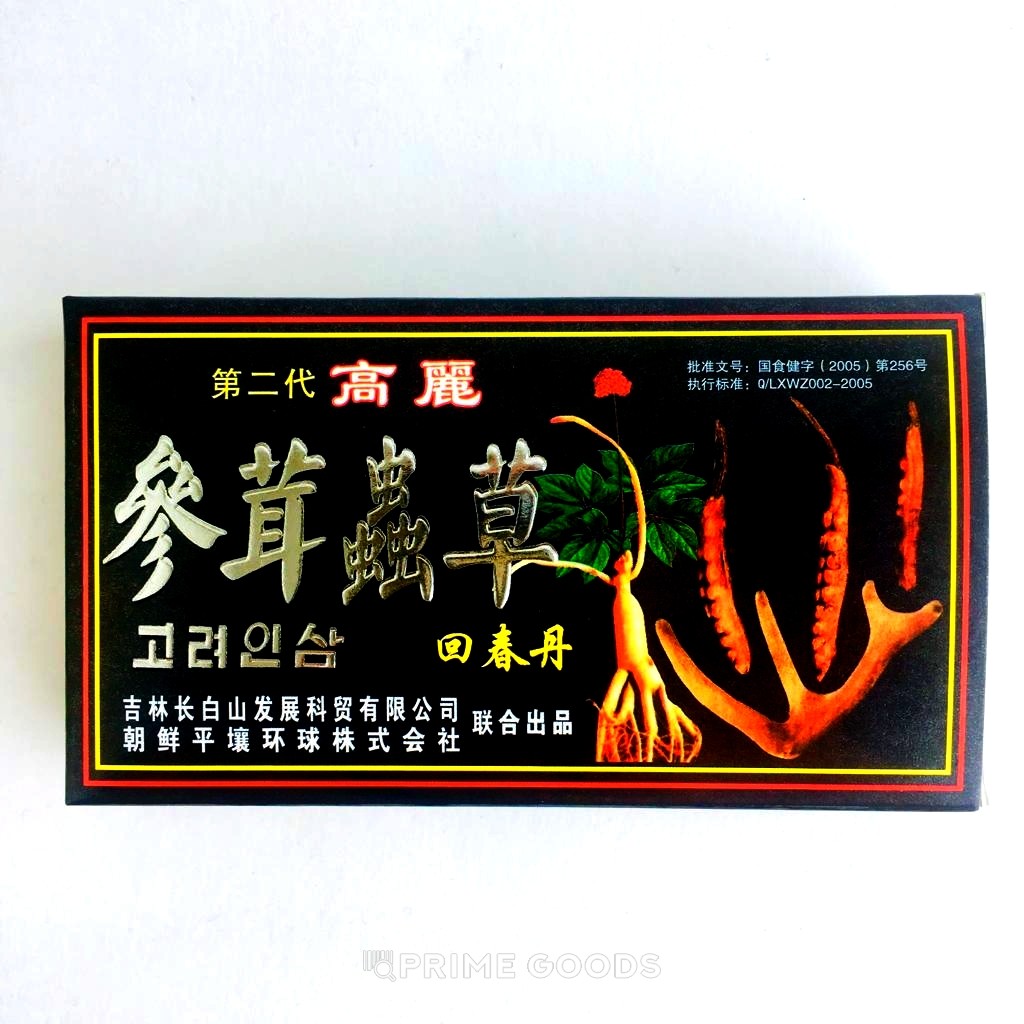 第二代 高麗
批准文号：国食健字（2005）第256号
执行标准：Q/LXWZ002-2005
參茸蟲草
고려인삼
回春丹
吉林长白山发展科贸有限公司
朝鲜平壤环球株式会社
联合出品
PRIME GOODS